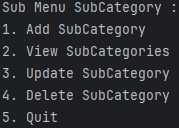 Sub Menu SubCategory :
1. Add SubCategory
2. View SubCategories
3. Update SubCategory
4. Delete SubCategory
5. Quit